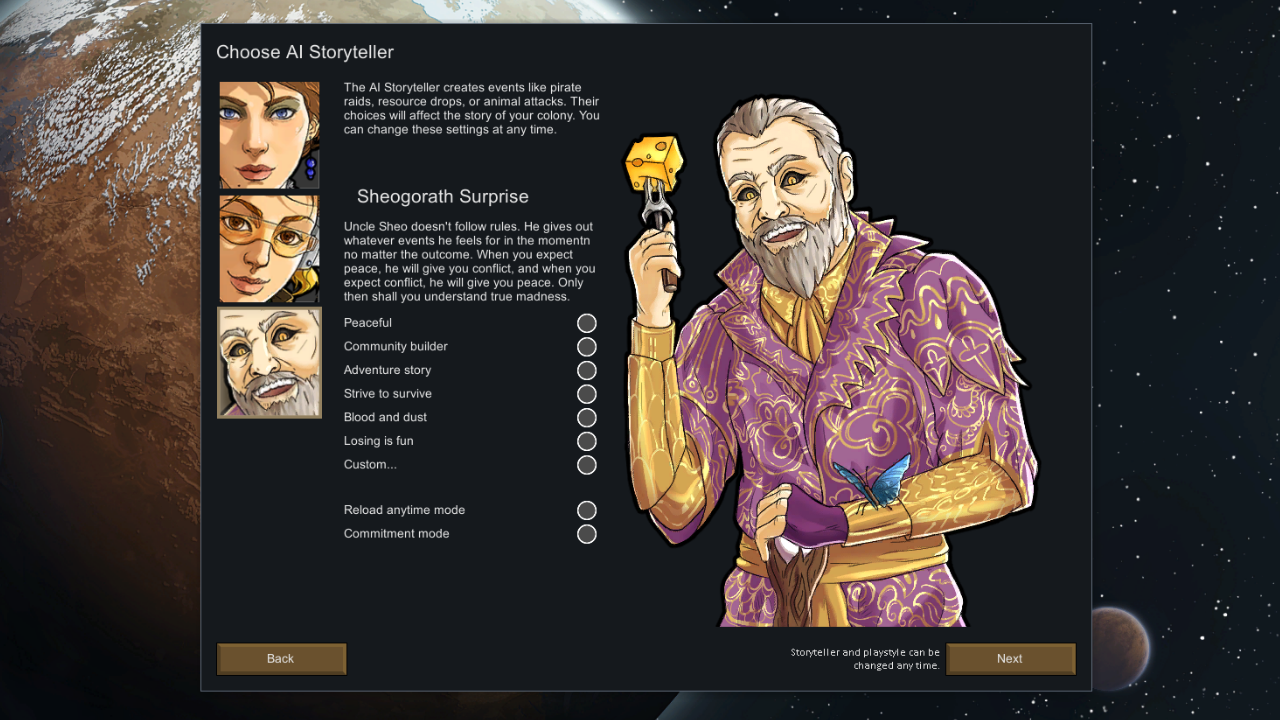 Choose AI Storyteller
The AI Storyteller creates events like pirate
raids, resource drops, or animal attacks. Their
choices will affect the story of your colony. You
can change these settings at any time.
Sheogorath Surprise
Uncle Sheo doesn't follow rules. He gives out
whatever events he feels for in the momentn
no matter the outcome. When you expect
peace, he will give you conflict, and when you
expect conflict, he will give you peace. Only
then shall you understand true madness.
Peaceful
Community builder
Adventure story
Strive to survive
Blood and dust
Losing is fun
Custom...
Reload anytime mode
Commitment mode
Back
Storyteller and playstyle can be
changed any time.
Next